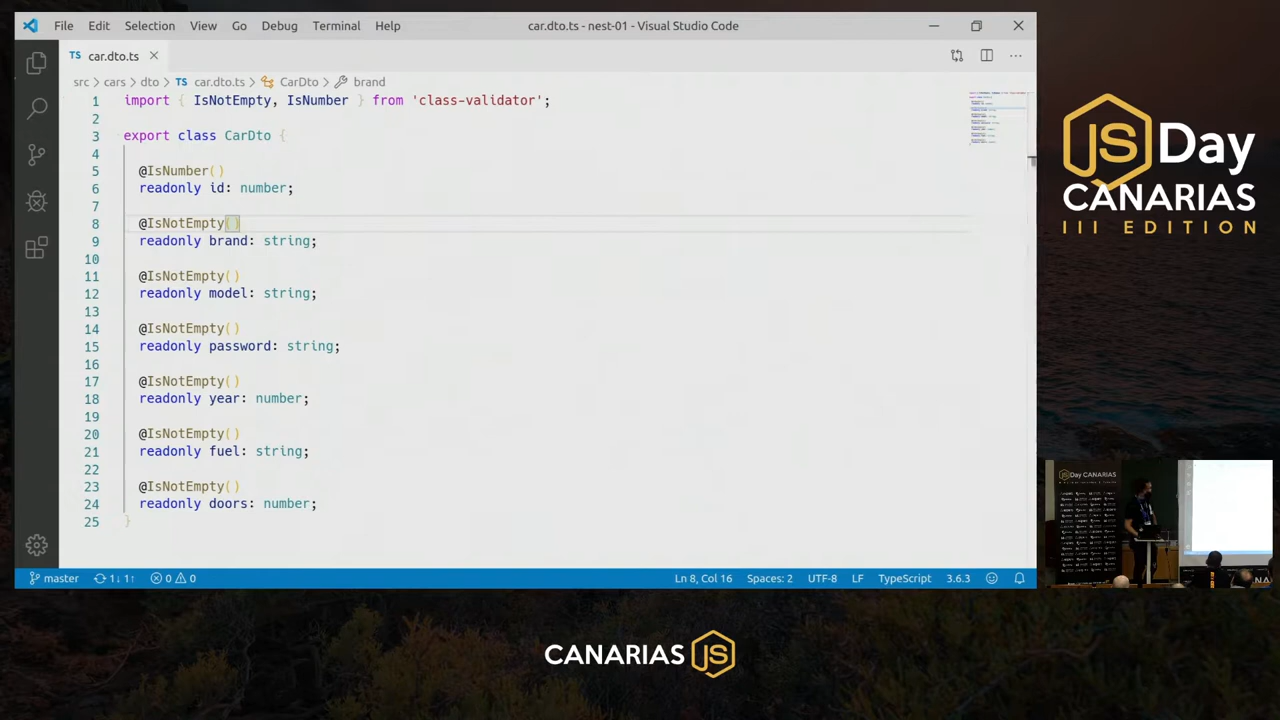 File Edit Selection View Go Debug Terminal Help
car.dto.ts - nest-01 - Visual Studio Code
TS car.dto.ts
src > cars > dto > TS car.dto.ts > CarDto > brand
1 import { IsNotEmpty, IsNumber } from 'class-validator';
2
3 export class CarDto {
4
5 @IsNumber()
6 readonly id: number;
7
8 @IsNotEmpty()
9 readonly brand: string;
10
11 @IsNotEmpty()
12 readonly model: string;
13
14 @IsNotEmpty()
15 readonly password: string;
16
17 @IsNotEmpty()
18 readonly year: number;
19
20 @IsNotEmpty()
21 readonly fuel: string;
22
23 @IsNotEmpty()
24 readonly doors: number;
25 }
master 1↓ 1↑ 0 0
Ln 8, Col 16 Spaces: 2 UTF-8 LF TypeScript 3.6.3
JS Day
CANARIAS
III EDITION
JS Day CANARIAS
CANARIAS JS